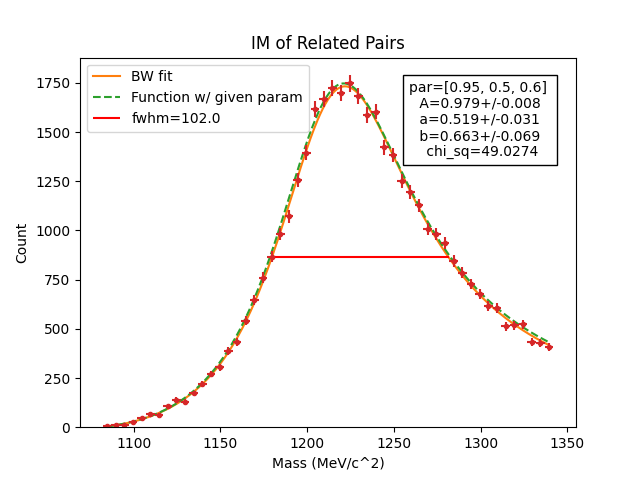 IM of Related Pairs
BW fit
Function w/ given param
fwhm=102.0
par=[0.95, 0.5, 0.6]
A=0.979+/-0.008
a=0.519+/-0.031
b=0.663+/-0.069
chi_sq=49.0274
Count
1750
1500
1250
1000
750
500
250
0
1100 1150 1200 1250 1300 1350
Mass (MeV/c^2)